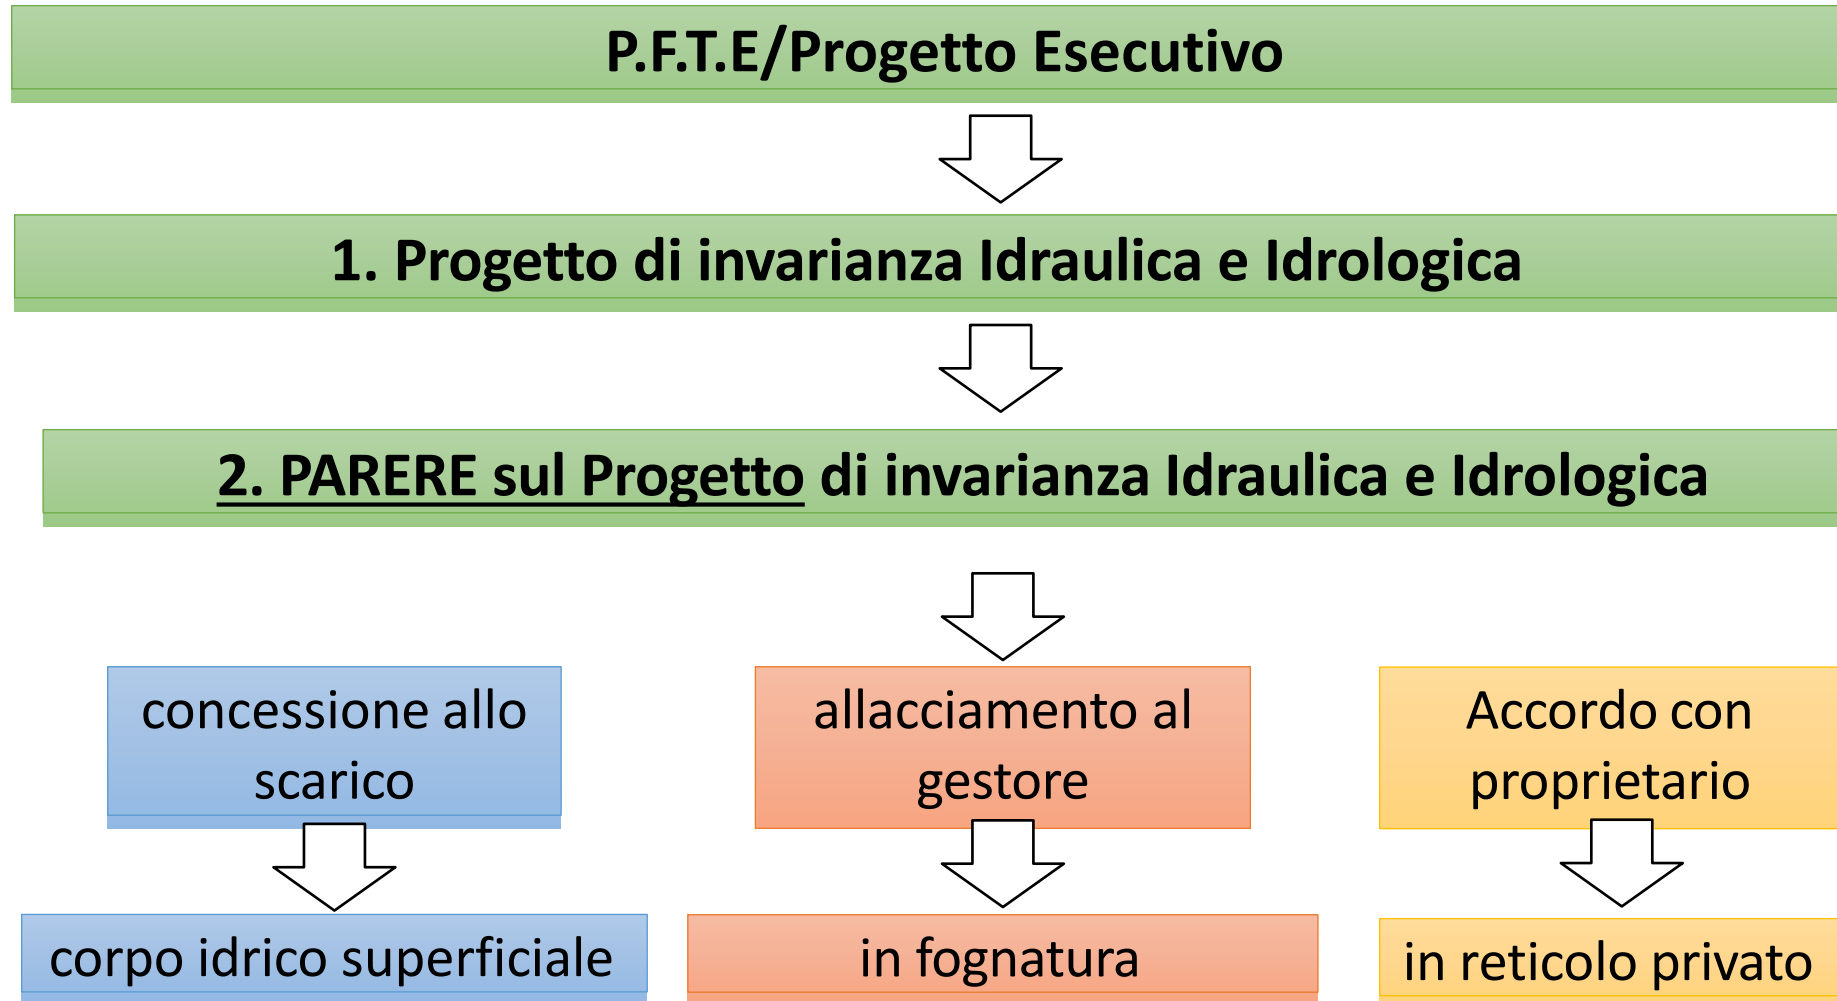 P.F.T.E/Progetto Esecutivo
1. Progetto di invarianza Idraulica e Idrologica
2. PARERE sul Progetto di invarianza Idraulica e Idrologica
concessione allo
scarico
allacciamento al
gestore
Accordo con
proprietario
corpo idrico superficiale
in fognatura
in reticolo privato